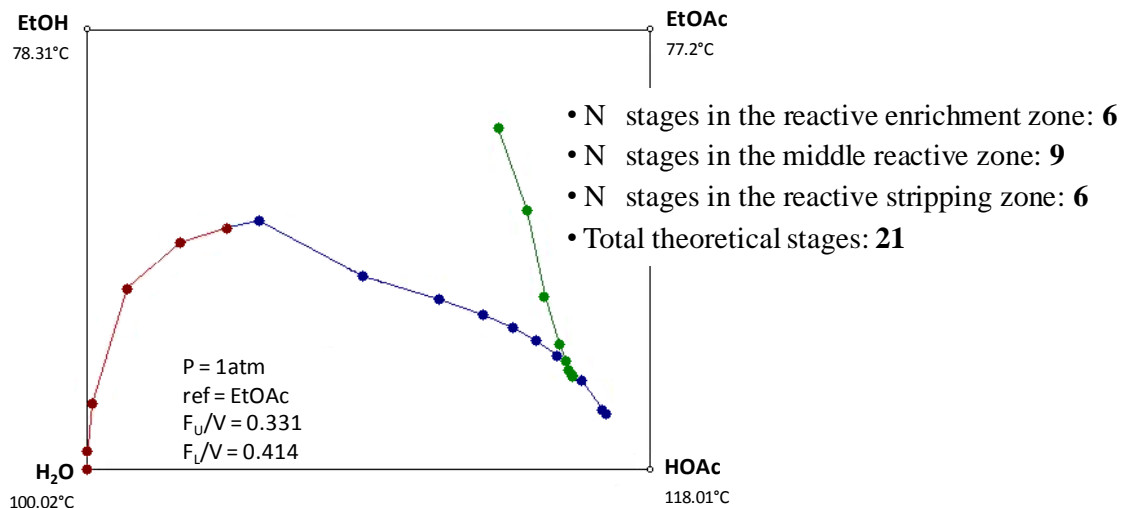 EtOH
78.31°C
EtOAc
77.2°C
• N stages in the reactive enrichment zone: 6
• N stages in the middle reactive zone: 9
• N stages in the reactive stripping zone: 6
• Total theoretical stages: 21
P = 1atm
ref = EtOAc
F_U/V = 0.331
F_L/V = 0.414
H₂O
100.02°C
HOAc
118.01°C